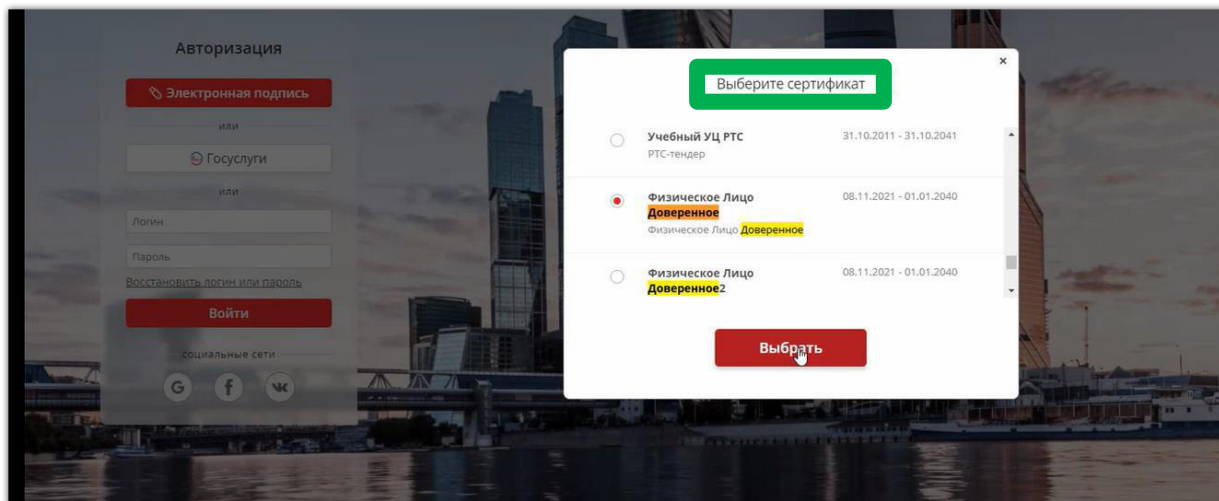 Авторизация
Электронная подпись
или
Госуслуги
или
Логин
Пароль
Восстановить логин или пароль
Войти
социальные сети
G f
Выберите сертификат
×
Учебный УЦ РТС 31.10.2011 - 31.10.2041
РТС-тендер
Физическое Лицо 08.11.2021 - 01.01.2040
Доверенное
Физическое Лицо Доверенное
Физическое Лицо 08.11.2021 - 01.01.2040
Доверенное2
Выбрать